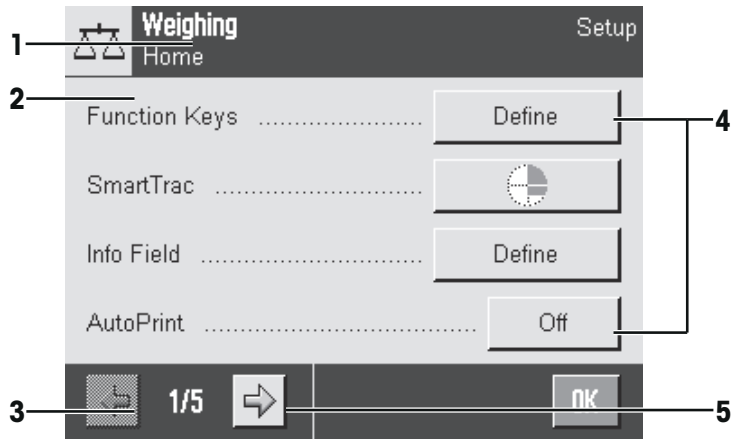 Weighing
Home
Setup
1
2
Function Keys ....................... Define
4
SmartTrac .............................
Info Field ............................... Define
AutoPrint ...................................... Off
3
1/5
OK
5